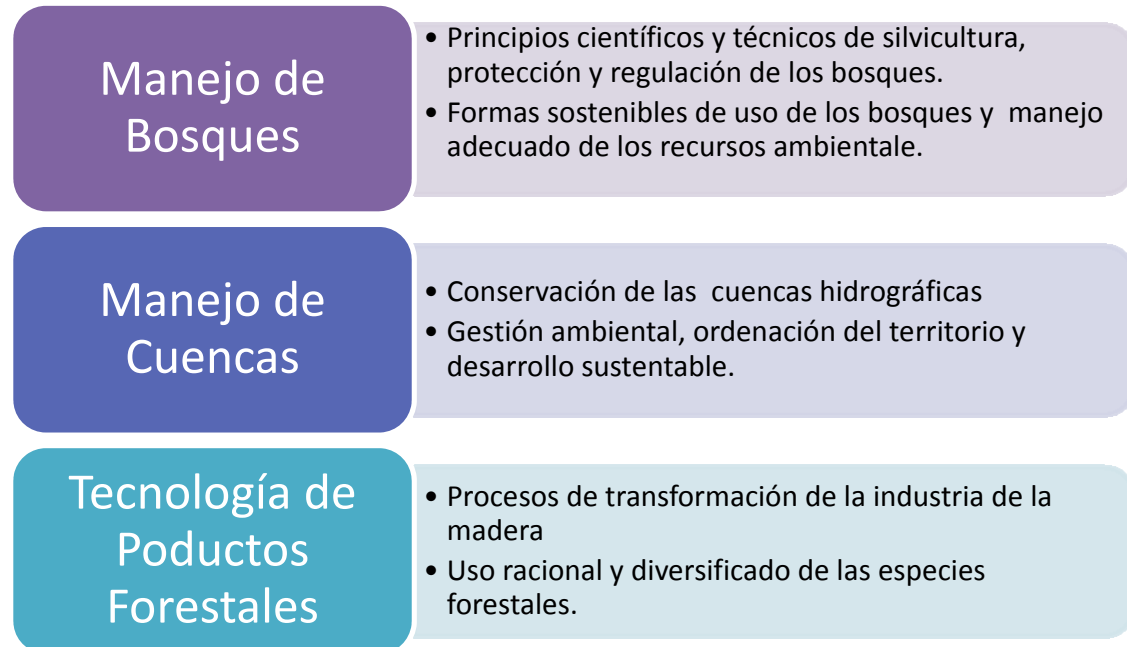 Manejo de
Bosques
• Principios científicos y técnicos de silvicultura,
protección y regulación de los bosques.
• Formas sostenibles de uso de los bosques y manejo
adecuado de los recursos ambientale.
Manejo de
Cuencas
• Conservación de las cuencas hidrográficas
• Gestión ambiental, ordenación del territorio y
desarrollo sustentable.
Tecnología de
Poductos
Forestales
• Procesos de transformación de la industria de la
madera
• Uso racional y diversificado de las especies
forestales.